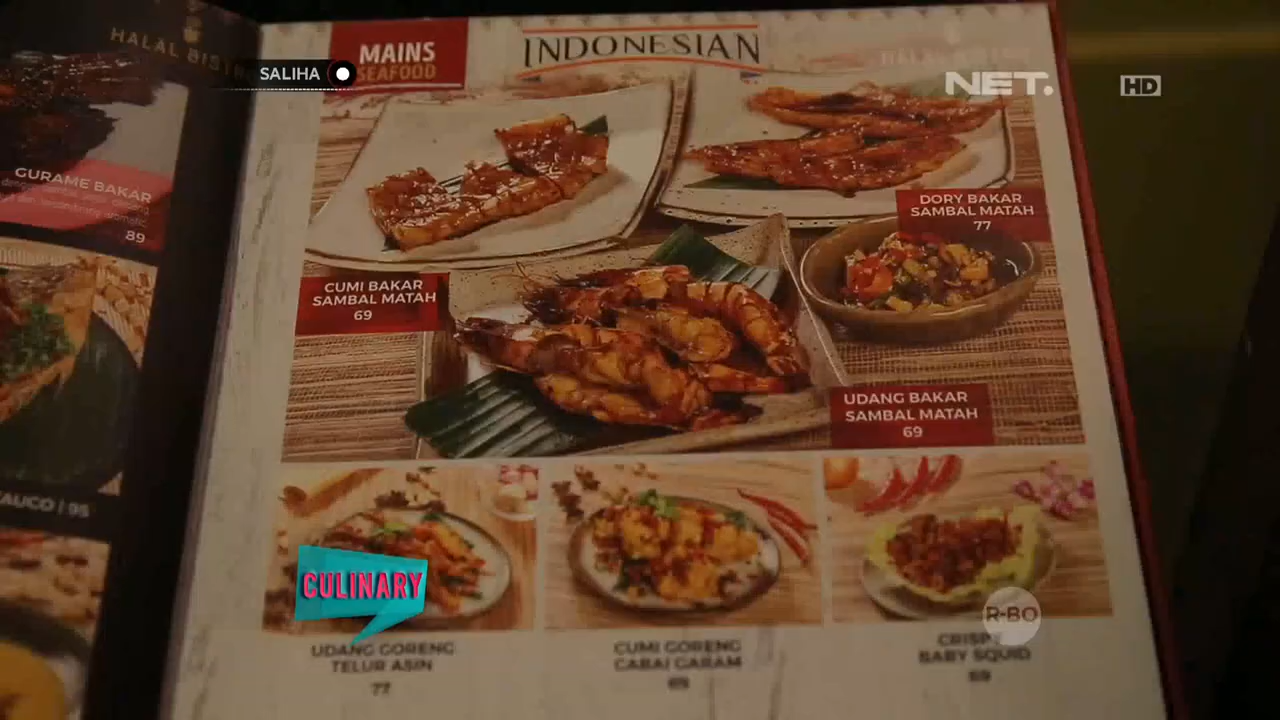 HALAL BISTR
SALIHA
NET.
HD
MAINS
SEAFOOD
INDONESIAN
GURAME BAKAR
89
DORY BAKAR
SAMBAL MATAH
77
CUMI BAKAR
SAMBAL MATAH
69
UDANG BAKAR
SAMBAL MATAH
69
TAUCO | 95
CULINARY
R-BO
UDANG GORENG
TELUR ASIN
77
CUMI GORENG
CABAI GARAM
69
CRISPY
BABY SQUID
69